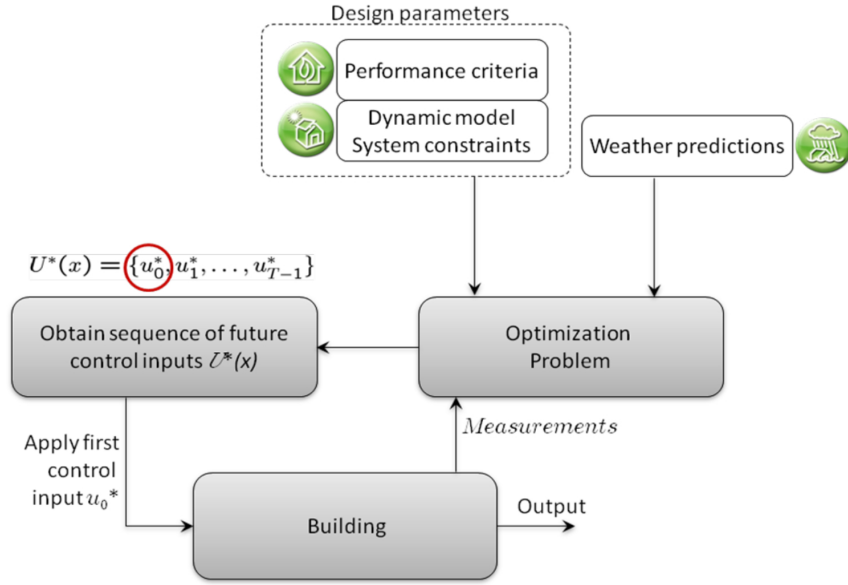 Design parameters
Performance criteria
Dynamic model
System constraints
Weather predictions
U*(x) = {u₀*, u₁*, . . . , u*_{T−1}}
Obtain sequence of future
control inputs U*(x)
Optimization
Problem
Measurements
Apply first
control
input u₀*
Building
Output